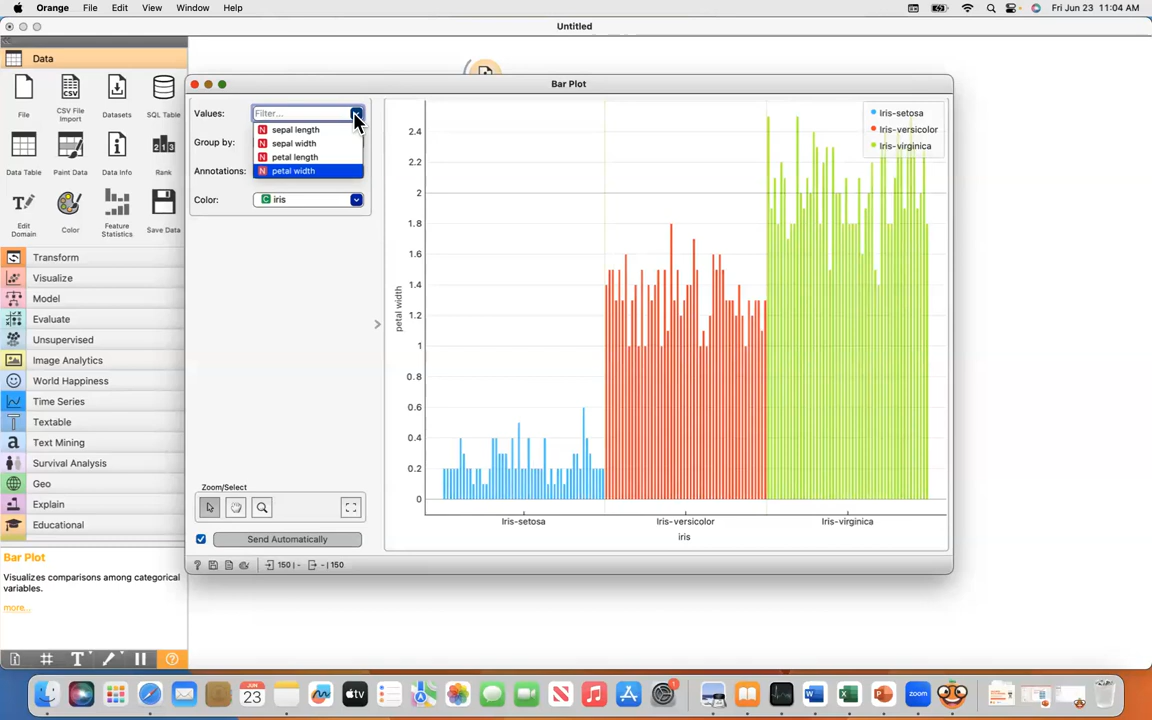 Orange File Edit View Window Help
Fri Jun 23 11:04 AM
Untitled
Data
File
CSV File Import
Datasets
SQL Table
Data Table
Paint Data
Data Info
Rank
Edit Domain
Color
Feature Statistics
Save Data
Transform
Visualize
Model
Evaluate
Unsupervised
Image Analytics
World Happiness
Time Series
Textable
Text Mining
Survival Analysis
Geo
Explain
Educational
Bar Plot
Visualizes comparisons among categorical
variables.
more...
Bar Plot
Values: Filter...
sepal length
sepal width
petal length
petal width
Group by:
Annotations:
Color: iris
Zoom/Select
Send Automatically
150 | - - | 150
petal width
2.4
2.2
2
1.8
1.6
1.4
1.2
1
0.8
0.6
0.4
0.2
0
Iris-setosa
Iris-versicolor
Iris-virginica
Iris-setosa Iris-versicolor Iris-virginica
iris
JUN
23
tv
zoom